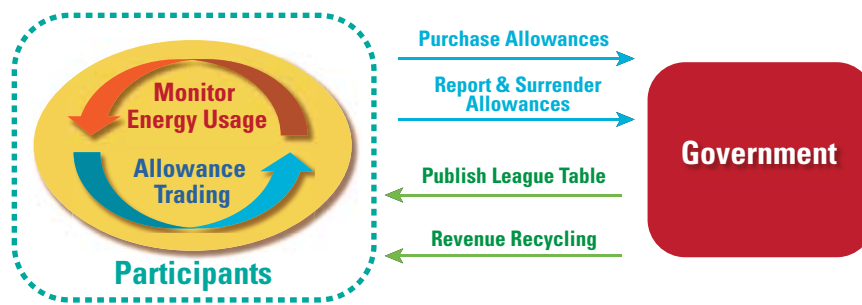 Monitor
Energy Usage
Allowance
Trading
Participants
Purchase Allowances
Report & Surrender
Allowances
Publish League Table
Revenue Recycling
Government